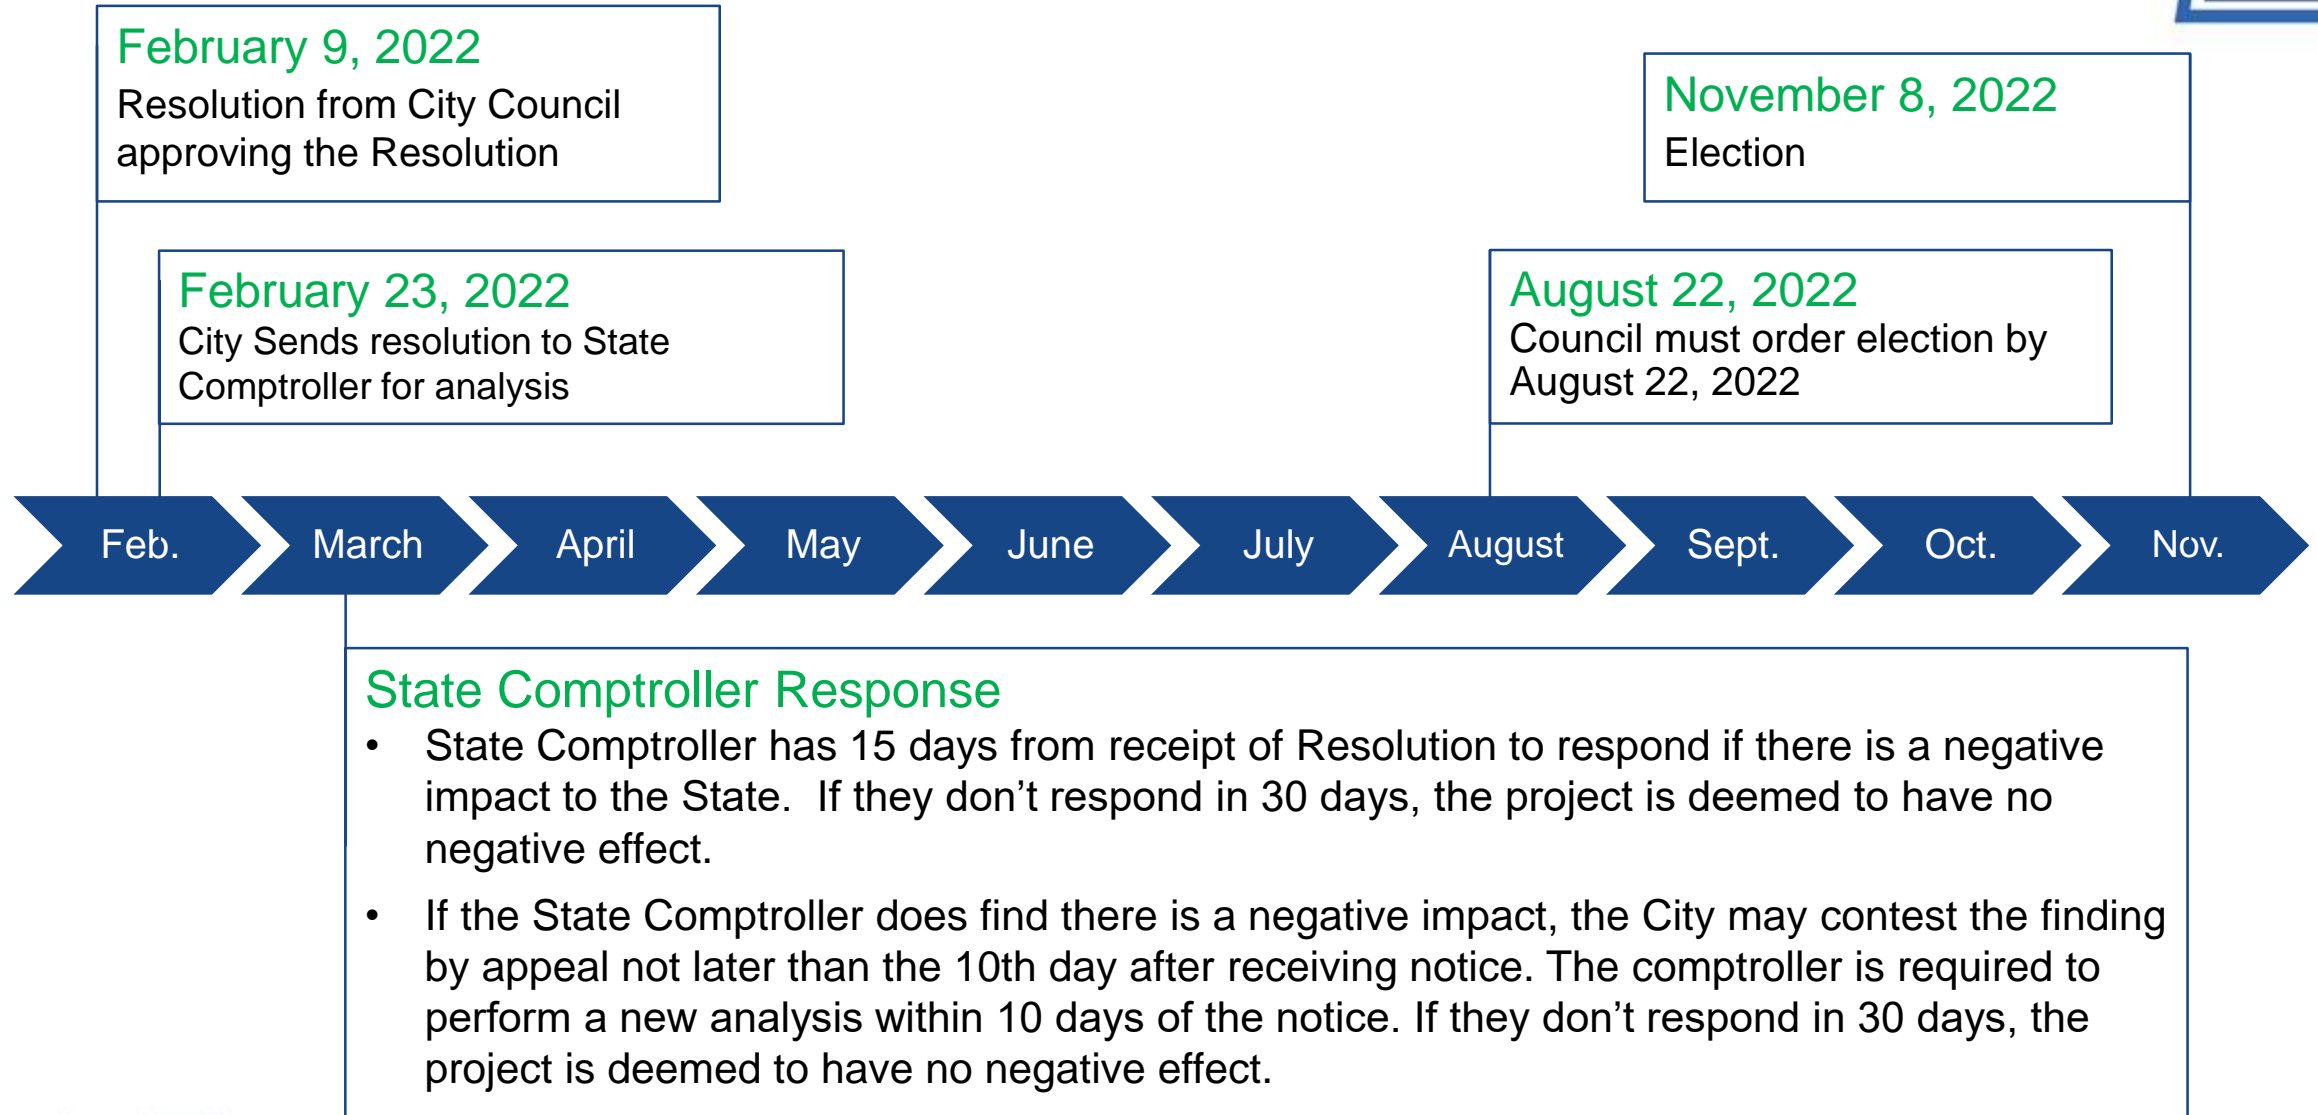 February 9, 2022
Resolution from City Council
approving the Resolution
November 8, 2022
Election
February 23, 2022
City Sends resolution to State
Comptroller for analysis
August 22, 2022
Council must order election by
August 22, 2022
Feb.
March
April
May
June
July
August
Sept.
Oct.
Nov.
State Comptroller Response
• State Comptroller has 15 days from receipt of Resolution to respond if there is a negative
impact to the State.  If they don’t respond in 30 days, the project is deemed to have no
negative effect.
• If the State Comptroller does find there is a negative impact, the City may contest the finding
by appeal not later than the 10th day after receiving notice. The comptroller is required to
perform a new analysis within 10 days of the notice. If they don’t respond in 30 days, the
project is deemed to have no negative effect.